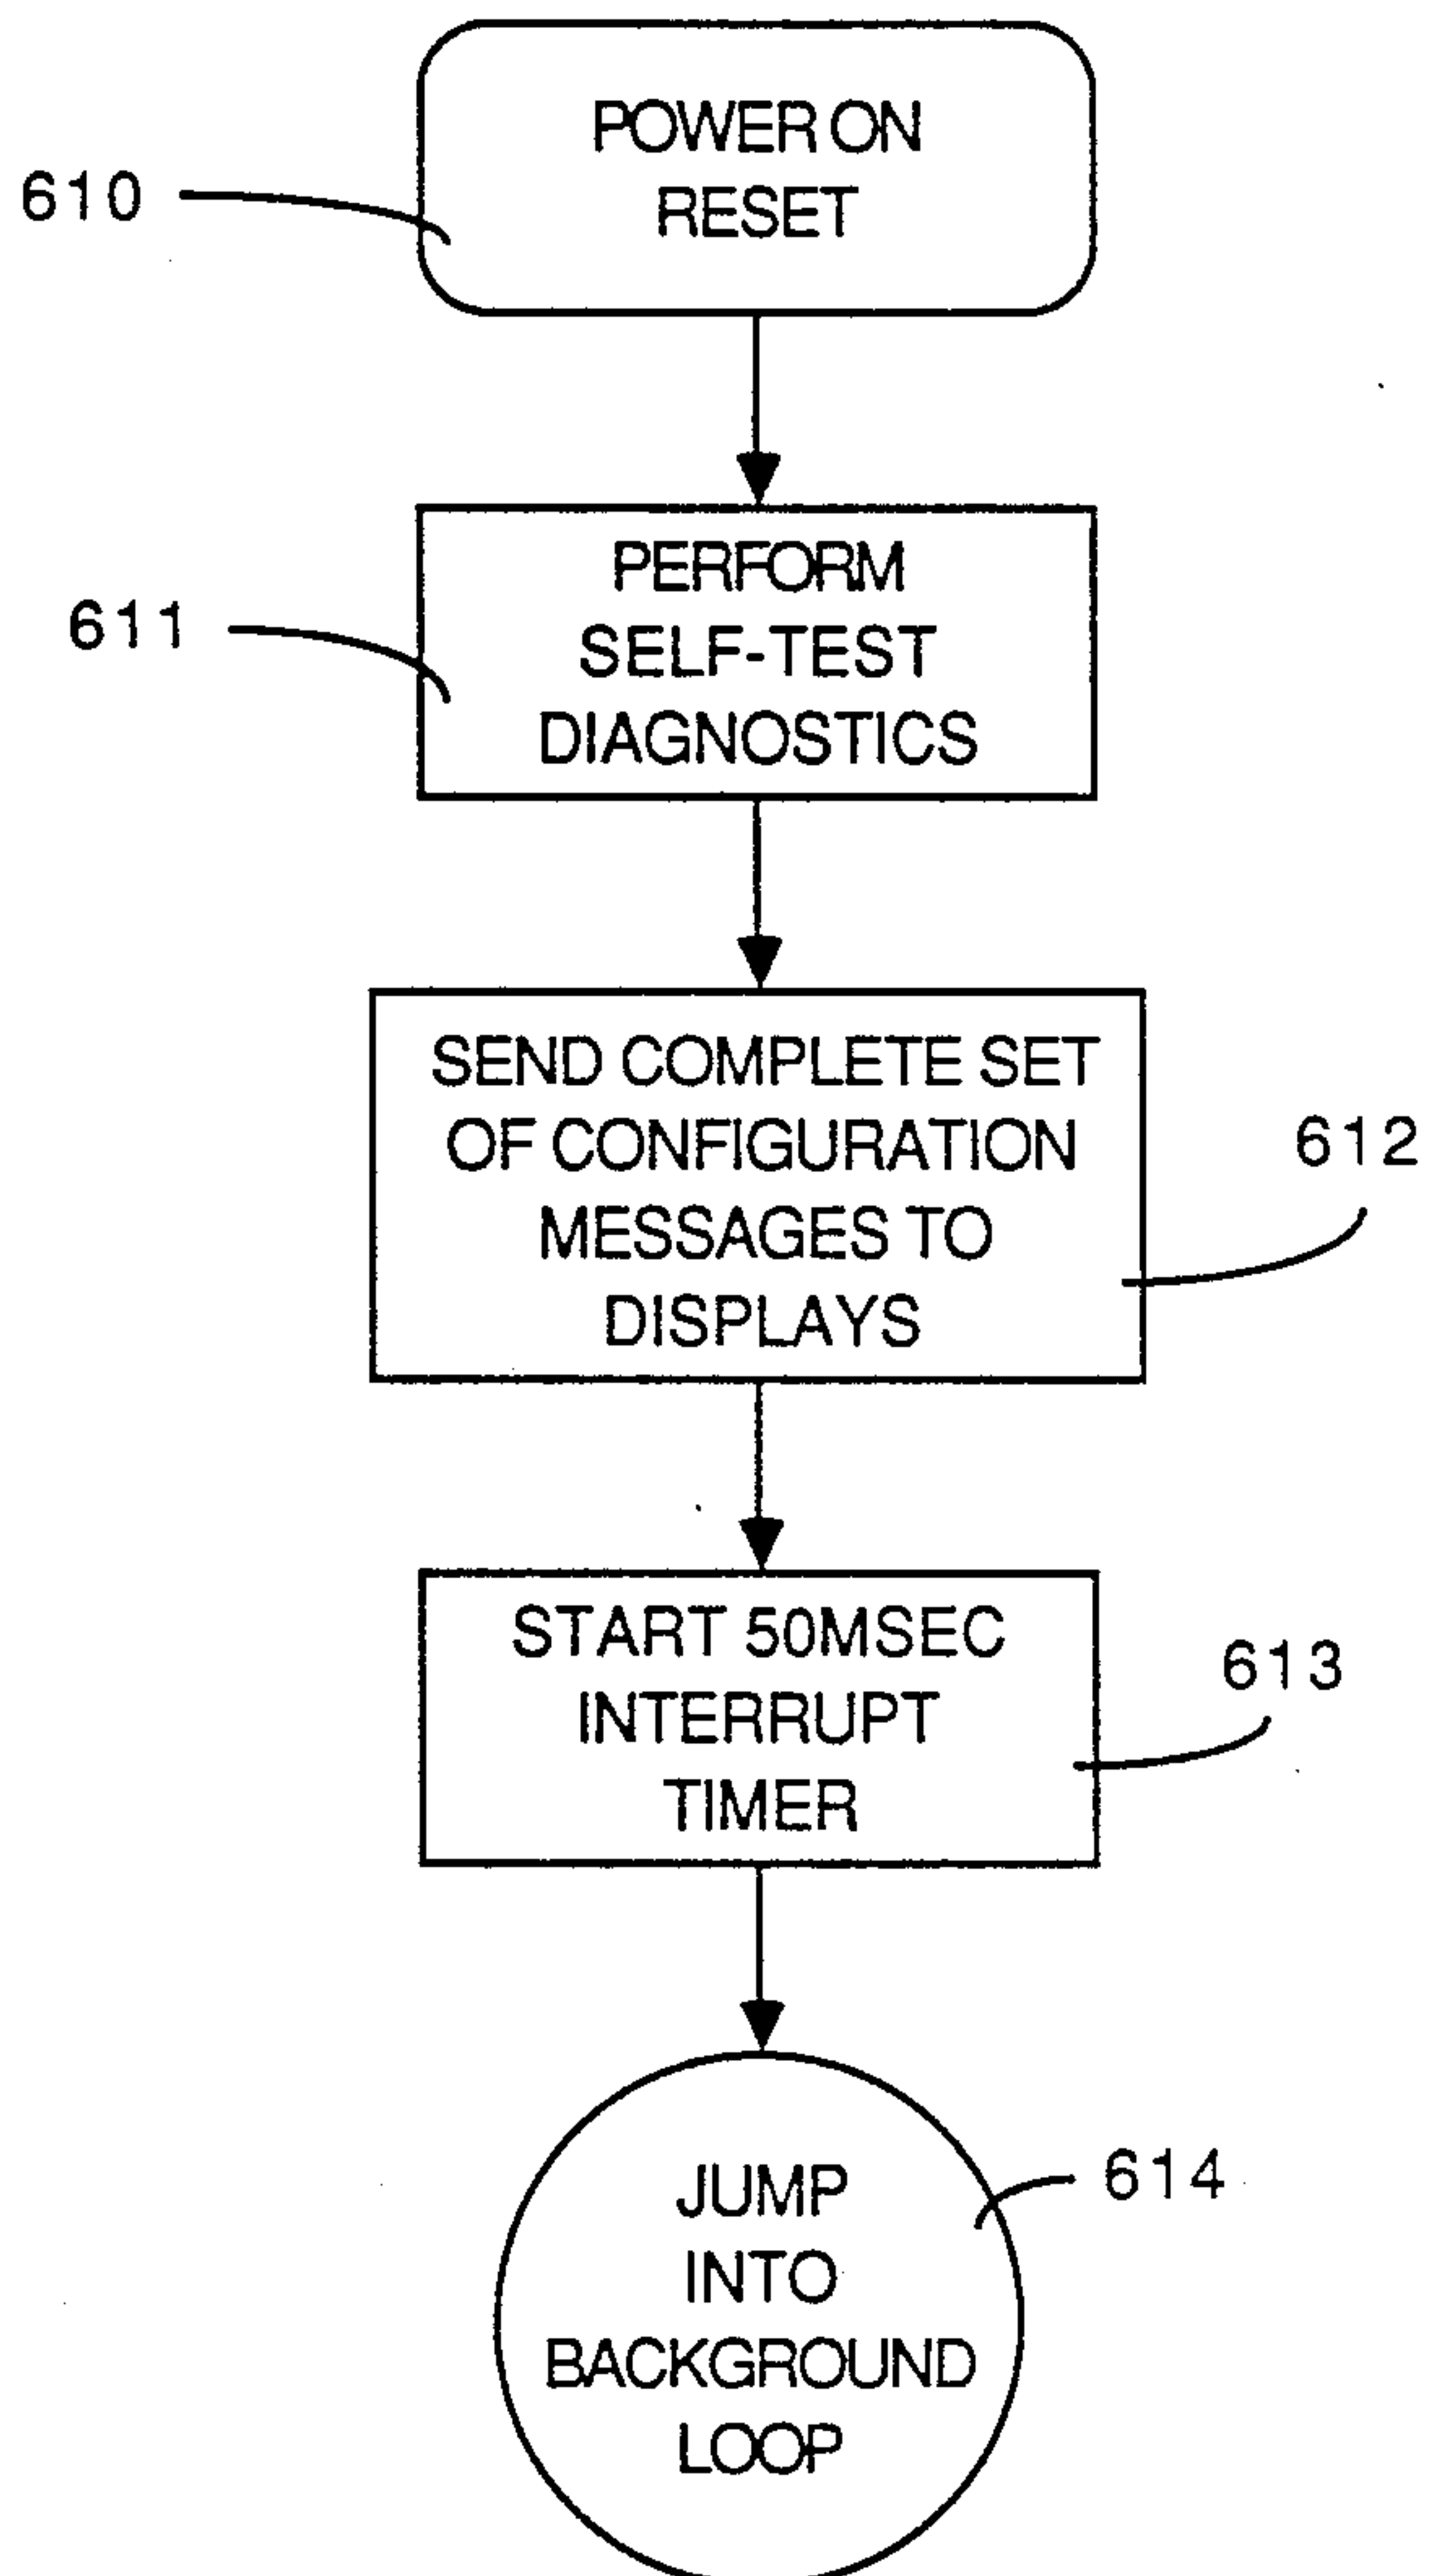 POWER ON
RESET
610
PERFORM
SELF-TEST
DIAGNOSTICS
611
SEND COMPLETE SET
OF CONFIGURATION
MESSAGES TO
DISPLAYS
612
START 50MSEC
INTERRUPT
TIMER
613
JUMP
INTO
BACKGROUND
LOOP
614